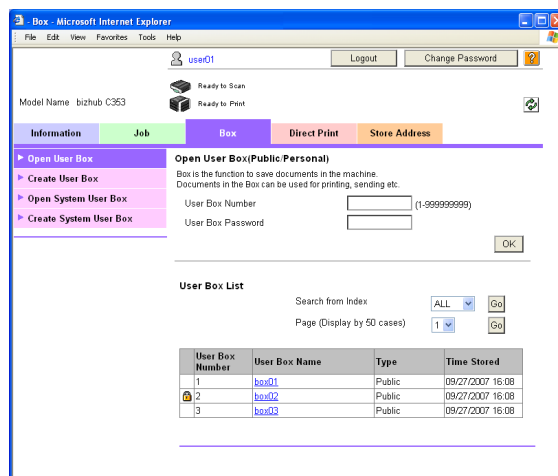 - Box - Microsoft Internet Explorer
File Edit View Favorites Tools Help
user01 Logout Change Password ?
Ready to Scan
Model Name bizhub C353 Ready to Print
Information Job Box Direct Print Store Address
Open User Box
Create User Box
Open System User Box
Create System User Box
Open User Box(Public/Personal)
Box is the function to save documents in the machine.
Documents in the Box can be used for printing, sending etc.
User Box Number (1-999999999)
User Box Password
OK
User Box List
Search from Index ALL Go
Page (Display by 50 cases) 1 Go
User Box Number User Box Name Type Time Stored
1 box01 Public 09/27/2007 16:08
2 box02 Public 09/27/2007 16:08
3 box03 Public 09/27/2007 16:08